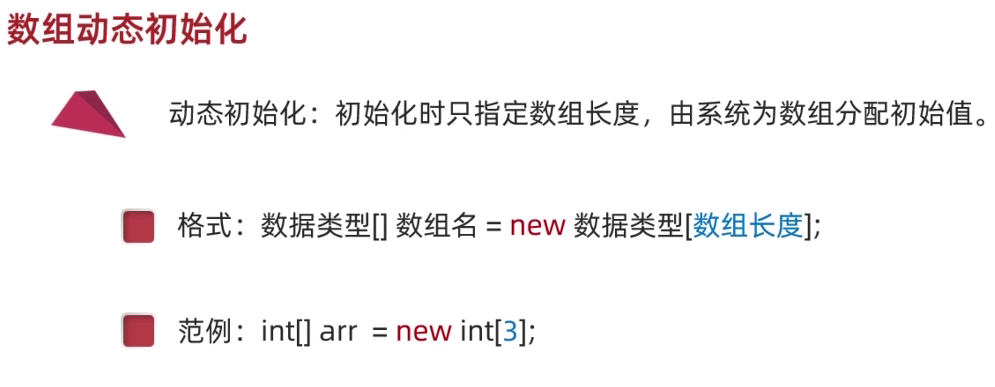 数组动态初始化
动态初始化：初始化时只指定数组长度，由系统为数组分配初始值。
格式：数据类型[] 数组名 = new 数据类型[数组长度];
范例：int[] arr = new int[3];